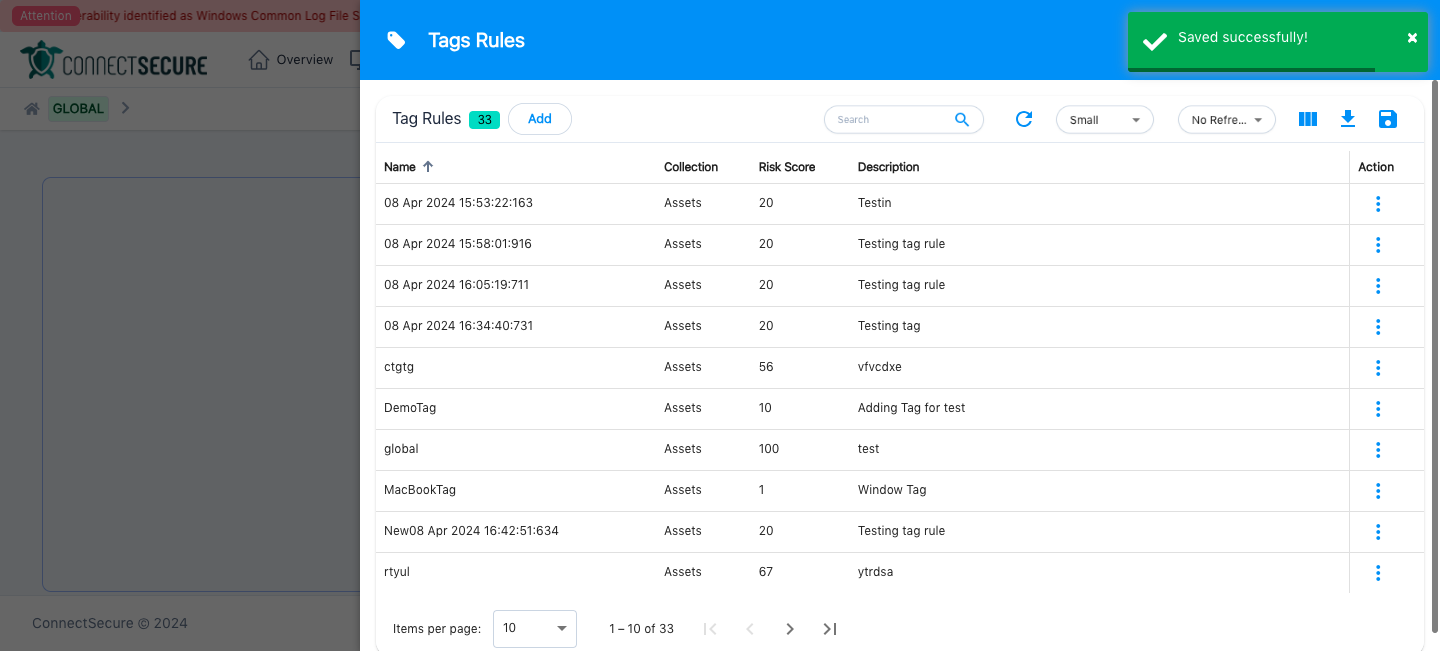 Attention
rability identified as Windows Common Log File S
CONNECTSECURE
Overview
GLOBAL
Tags Rules
Saved successfully!
Tag Rules 33 Add
Search
Small
No Refre...
Name Collection Risk Score Description Action
08 Apr 2024 15:53:22:163 Assets 20 Testin
08 Apr 2024 15:58:01:916 Assets 20 Testing tag rule
08 Apr 2024 16:05:19:711 Assets 20 Testing tag rule
08 Apr 2024 16:34:40:731 Assets 20 Testing tag
ctgtg Assets 56 vfvcdxe
DemoTag Assets 10 Adding Tag for test
global Assets 100 test
MacBookTag Assets 1 Window Tag
New08 Apr 2024 16:42:51:634 Assets 20 Testing tag rule
rtyul Assets 67 ytrdsa
Items per page: 10 1 – 10 of 33
ConnectSecure © 2024